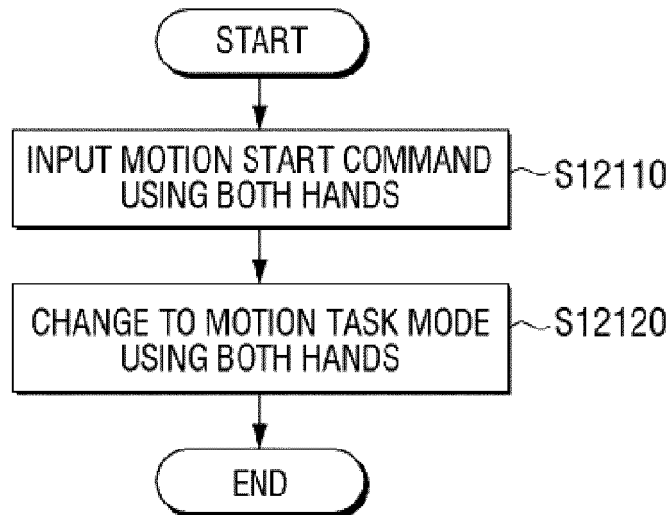 START
INPUT MOTION START COMMAND
USING BOTH HANDS
S12110
CHANGE TO MOTION TASK MODE
USING BOTH HANDS
S12120
END